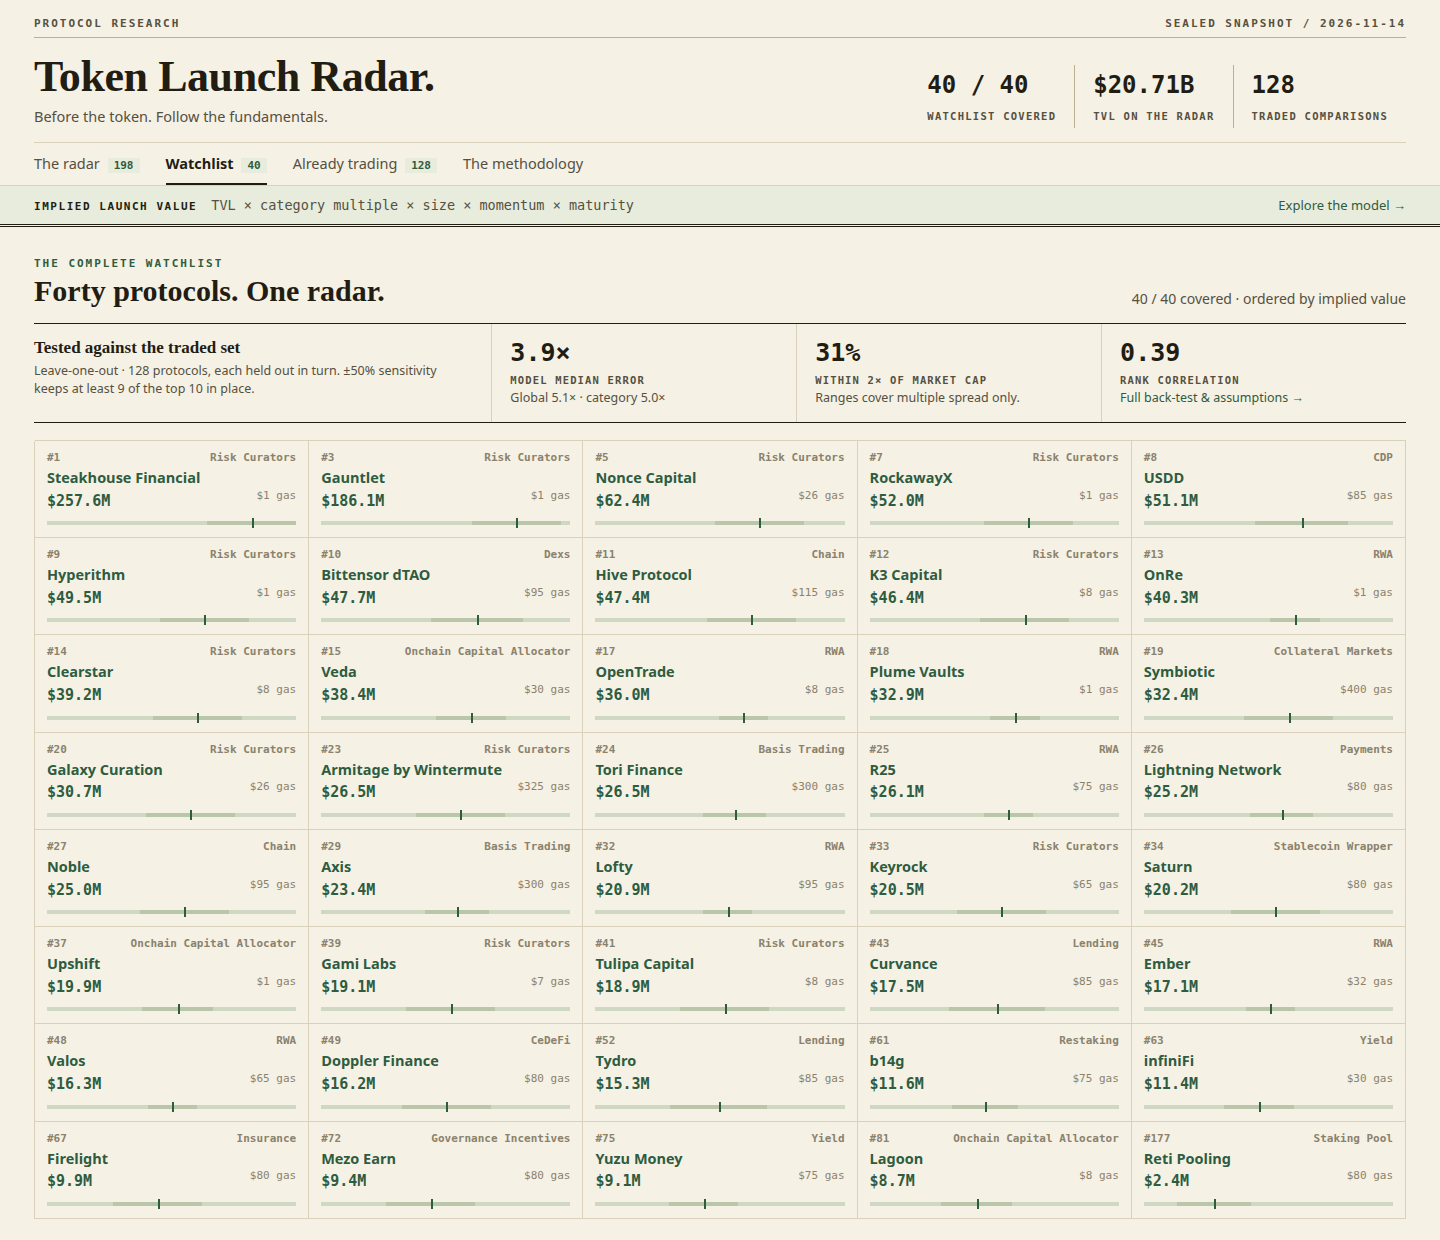 PROTOCOL RESEARCH
SEALED SNAPSHOT / 2026-11-14
Token Launch Radar.
Before the token. Follow the fundamentals.
40 / 40
WATCHLIST COVERED
$20.71B
TVL ON THE RADAR
128
TRADED COMPARISONS
The radar 198 Watchlist 40 Already trading 128 The methodology
IMPLIED LAUNCH VALUE TVL × category multiple × size × momentum × maturity
Explore the model →
THE COMPLETE WATCHLIST
Forty protocols. One radar.
40 / 40 covered · ordered by implied value
Tested against the traded set
Leave-one-out · 128 protocols, each held out in turn. ±50% sensitivity
keeps at least 9 of the top 10 in place.
3.9×
MODEL MEDIAN ERROR
Global 5.1× · category 5.0×
31%
WITHIN 2× OF MARKET CAP
Ranges cover multiple spread only.
0.39
RANK CORRELATION
Full back-test & assumptions →
#1 Risk Curators
Steakhouse Financial
$257.6M $1 gas
#3 Risk Curators
Gauntlet
$186.1M $1 gas
#5 Risk Curators
Nonce Capital
$62.4M $26 gas
#7 Risk Curators
RockawayX
$52.0M $1 gas
#8 CDP
USDD
$51.1M $85 gas
#9 Risk Curators
Hyperithm
$49.5M $1 gas
#10 Dexs
Bittensor dTAO
$47.7M $95 gas
#11 Chain
Hive Protocol
$47.4M $115 gas
#12 Risk Curators
K3 Capital
$46.4M $8 gas
#13 RWA
OnRe
$40.3M $1 gas
#14 Risk Curators
Clearstar
$39.2M $8 gas
#15 Onchain Capital Allocator
Veda
$38.4M $30 gas
#17 RWA
OpenTrade
$36.0M $8 gas
#18 RWA
Plume Vaults
$32.9M $1 gas
#19 Collateral Markets
Symbiotic
$32.4M $400 gas
#20 Risk Curators
Galaxy Curation
$30.7M $26 gas
#23 Risk Curators
Armitage by Wintermute
$26.5M $325 gas
#24 Basis Trading
Tori Finance
$26.5M $300 gas
#25 RWA
R25
$26.1M $75 gas
#26 Payments
Lightning Network
$25.2M $80 gas
#27 Chain
Noble
$25.0M $95 gas
#29 Basis Trading
Axis
$23.4M $300 gas
#32 RWA
Lofty
$20.9M $95 gas
#33 Risk Curators
Keyrock
$20.5M $65 gas
#34 Stablecoin Wrapper
Saturn
$20.2M $80 gas
#37 Onchain Capital Allocator
Upshift
$19.9M $1 gas
#39 Risk Curators
Gami Labs
$19.1M $7 gas
#41 Risk Curators
Tulipa Capital
$18.9M $8 gas
#43 Lending
Curvance
$17.5M $85 gas
#45 RWA
Ember
$17.1M $32 gas
#48 RWA
Valos
$16.3M $65 gas
#49 CeDeFi
Doppler Finance
$16.2M $80 gas
#52 Lending
Tydro
$15.3M $85 gas
#61 Restaking
b14g
$11.6M $75 gas
#63 Yield
infiniFi
$11.4M $30 gas
#67 Insurance
Firelight
$9.9M $80 gas
#72 Governance Incentives
Mezo Earn
$9.4M $80 gas
#75 Yield
Yuzu Money
$9.1M $75 gas
#81 Onchain Capital Allocator
Lagoon
$8.7M $8 gas
#177 Staking Pool
Reti Pooling
$2.4M $80 gas